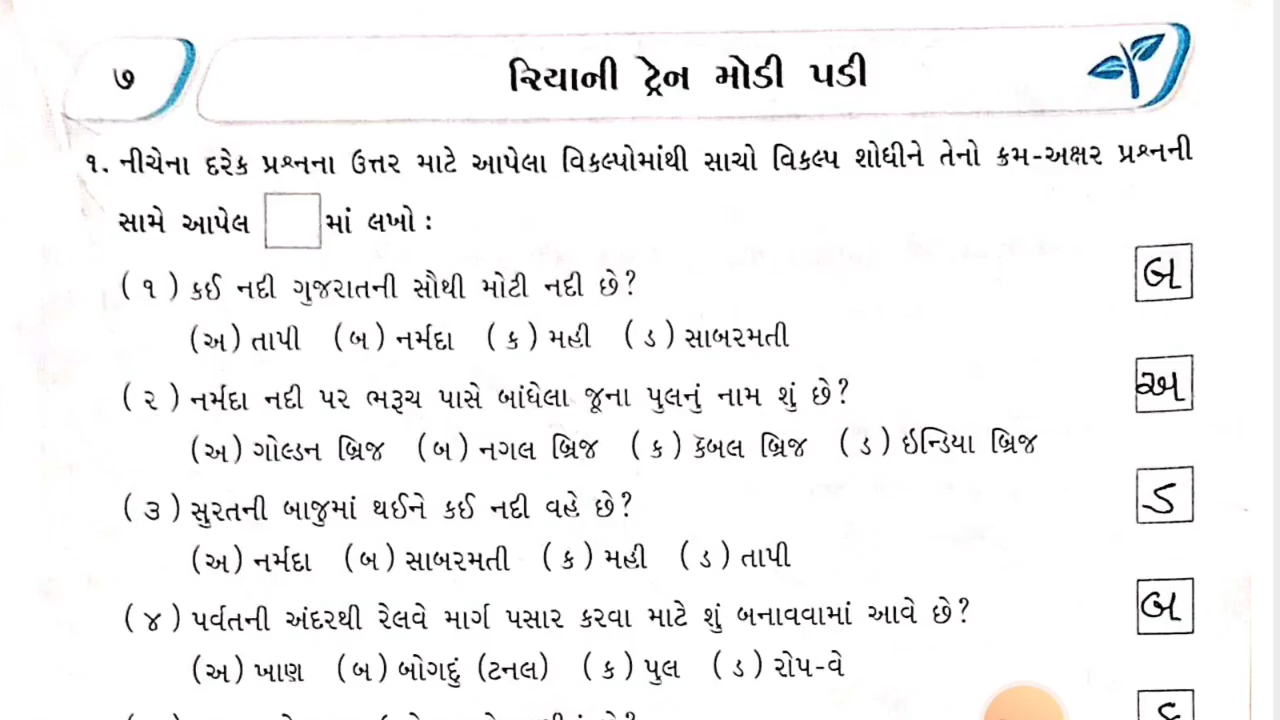 ૭
રિયાની ટ્રેન મોડી પડી
૧. નીચેના દરેક પ્રશ્નના ઉત્તર માટે આપેલા વિકલ્પોમાંથી સાચો વિકલ્પ શોધીને તેનો ક્રમ-અક્ષર પ્રશ્નની
સામે આપેલ માં લખો :
(૧) કઈ નદી ગુજરાતની સૌથી મોટી નદી છે? બ
(અ) તાપી (બ) નર્મદા (ક) મહી (ડ) સાબરમતી
(૨) નર્મદા નદી પર ભરૂચ પાસે બાંધેલા જૂના પુલનું નામ શું છે? અ
(અ) ગોલ્ડન બ્રિજ (બ) નગલ બ્રિજ (ક) કૅબલ બ્રિજ (ડ) ઇન્ડિયા બ્રિજ
(૩) સુરતની બાજુમાં થઈને કઈ નદી વહે છે? ડ
(અ) નર્મદા (બ) સાબરમતી (ક) મહી (ડ) તાપી
(૪) પર્વતની અંદરથી રેલવે માર્ગ પસાર કરવા માટે શું બનાવવામાં આવે છે? બ
(અ) ખાણ (બ) બોગદું (ટનલ) (ક) પુલ (ડ) રોપ-વે